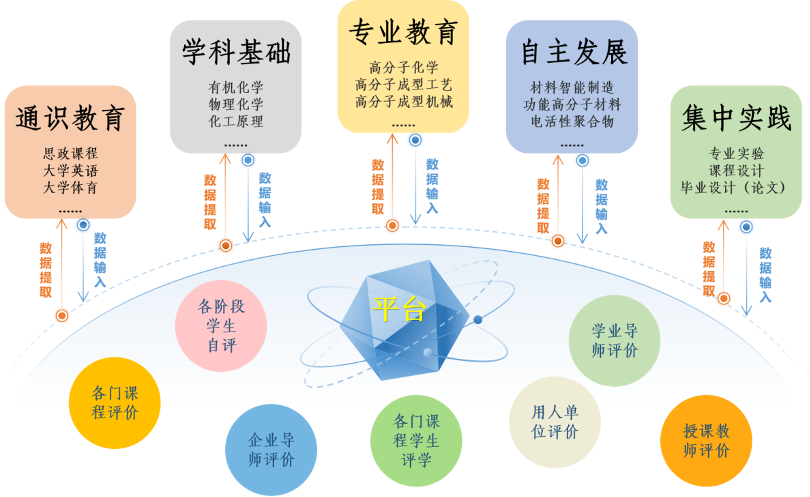 通识教育
思政课程
大学英语
大学体育
......
学科基础
有机化学
物理化学
化工原理
......
专业教育
高分子化学
高分子成型工艺
高分子成型机械
......
自主发展
材料智能制造
功能高分子材料
电活性聚合物
......
集中实践
专业实验
课程设计
毕业设计（论文）
......
数据提取
数据输入
数据提取
数据输入
数据提取
数据输入
数据提取
数据输入
数据提取
数据输入
平台
各阶段
学生
自评
学业导
师评价
各门课
程评价
企业导
师评价
各门课
程学生
评学
用人单
位评价
授课教
师评价